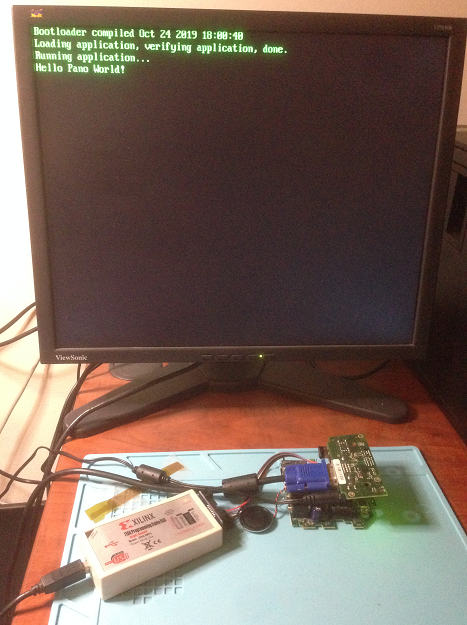 Bootloader compiled Oct 24 2019 18:00:40
Loading application, verifying application, done.
Running application...
Hello Pano World!
ViewSonic
XILINX